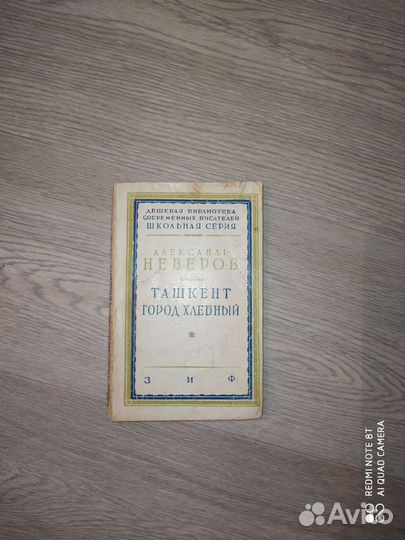 ДЕШЕВАЯ БИБЛИОТЕКА
СОВРЕМЕННЫХ ПИСАТЕЛЕЙ
ШКОЛЬНАЯ СЕРИЯ
АЛЕКСАНДР
НЕВЕРОВ
ТАШКЕНТ
ГОРОД ХЛЕБНЫЙ
З И Ф
REDMI NOTE 8T
AI QUAD CAMERA
Avito